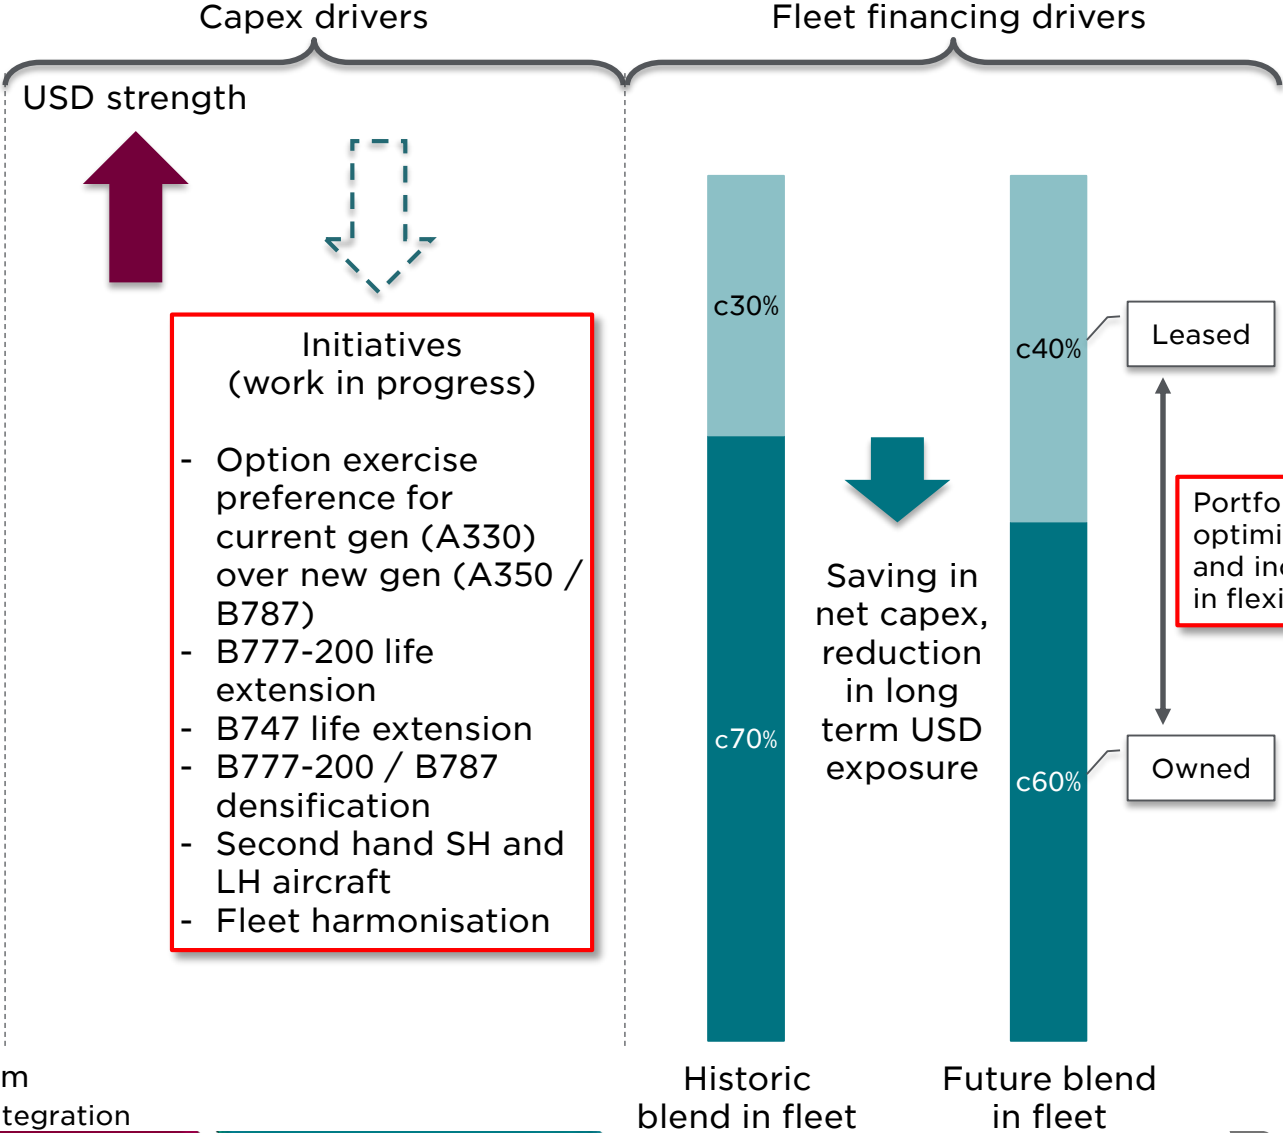 Capex drivers
Fleet financing drivers
USD strength
Initiatives
(work in progress)
- Option exercise
preference for
current gen (A330)
over new gen (A350 /
B787)
- B777-200 life
extension
- B747 life extension
- B777-200 / B787
densification
- Second hand SH and
LH aircraft
- Fleet harmonisation
c30%
c70%
Historic
blend in fleet
Saving in
net capex,
reduction
in long
term USD
exposure
c40%
c60%
Future blend
in fleet
Leased
Owned
and
in